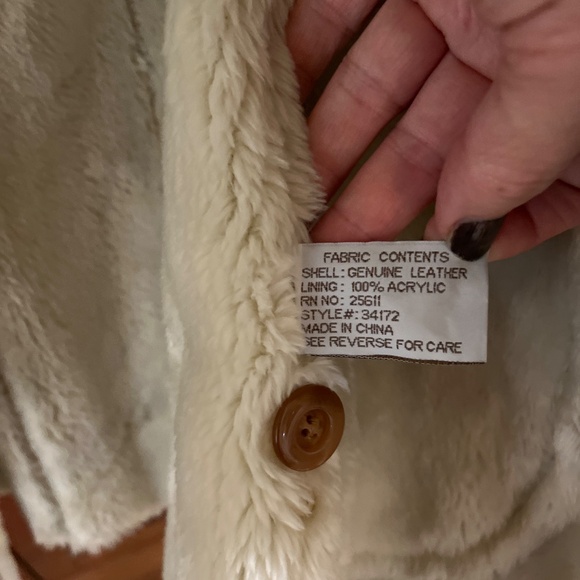 FABRIC CONTENTS
SHELL: GENUINE LEATHER
LINING: 100% ACRYLIC
RN NO: 25611
STYLE#: 34172
MADE IN CHINA
SEE REVERSE FOR CARE